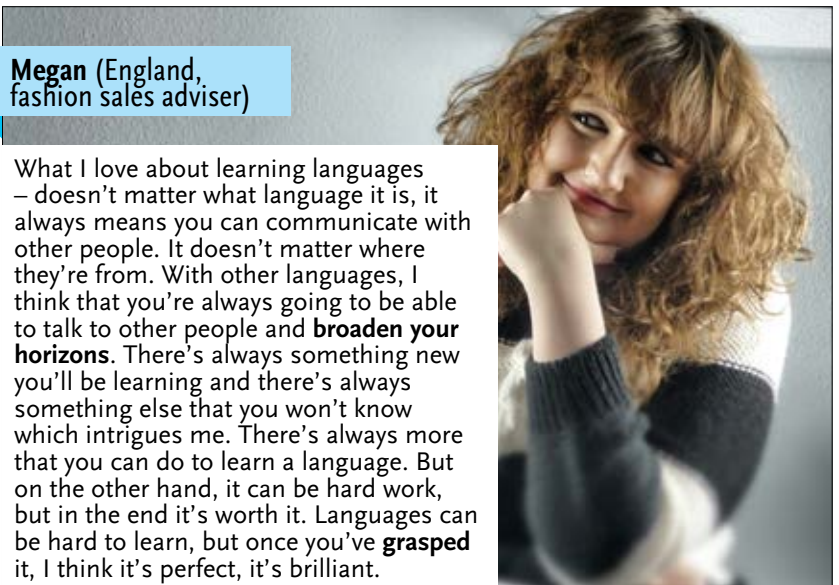 Megan (England,
fashion sales adviser)
What I love about learning languages
– doesn't matter what language it is, it
always means you can communicate with
other people. It doesn't matter where
they're from. With other languages, I
think that you're always going to be able
to talk to other people and broaden your
horizons. There's always something new
you'll be learning and there's always
something else that you won't know
which intrigues me. There's always more
that you can do to learn a language. But
on the other hand, it can be hard work,
but in the end it's worth it. Languages can
be hard to learn, but once you've grasped
it, I think it's perfect, it's brilliant.